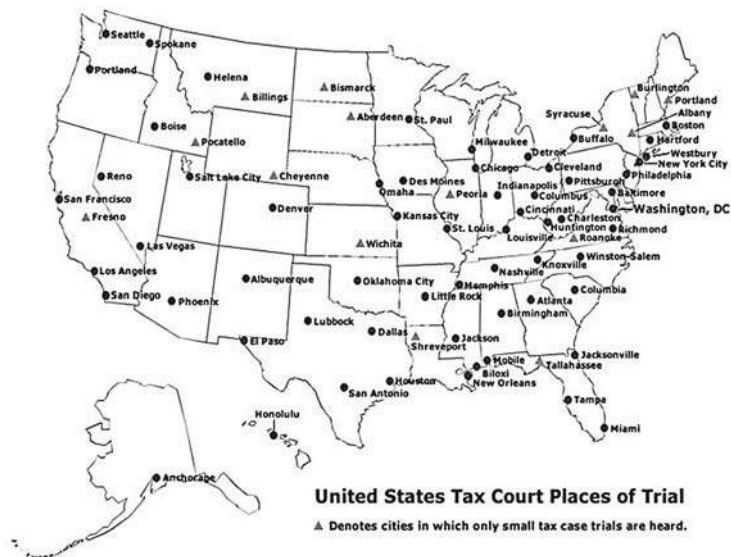 Seattle
Spokane
Portland
Helena
Billings
Bismarck
Aberdeen
St. Paul
Burlington
Portland
Albany
Syracuse
Boston
Buffalo
Hartford
Westbury
New York City
Milwaukee
Detroit
Boise
Pocatello
Cheyenne
Chicago
Cleveland
Philadelphia
Reno
Salt Lake City
Omaha
Des Moines
Peoria
Indianapolis
Columbus
Pittsburgh
Baltimore
San Francisco
Fresno
Denver
Kansas City
Cincinnati
Charleston
Washington, DC
Huntington
St. Louis
Louisville
Richmond
Roanoke
Las Vegas
Wichita
Winston-Salem
Knoxville
Nashville
Los Angeles
San Diego
Phoenix
Albuquerque
Oklahoma City
Memphis
Little Rock
Columbia
Atlanta
Birmingham
Lubbock
Dallas
El Paso
Jackson
Shreveport
Jacksonville
Mobile
Tallahassee
Biloxi
New Orleans
Houston
San Antonio
Tampa
Honolulu
Miami
Anchorage
United States Tax Court Places of Trial
Denotes cities in which only small tax case trials are heard.